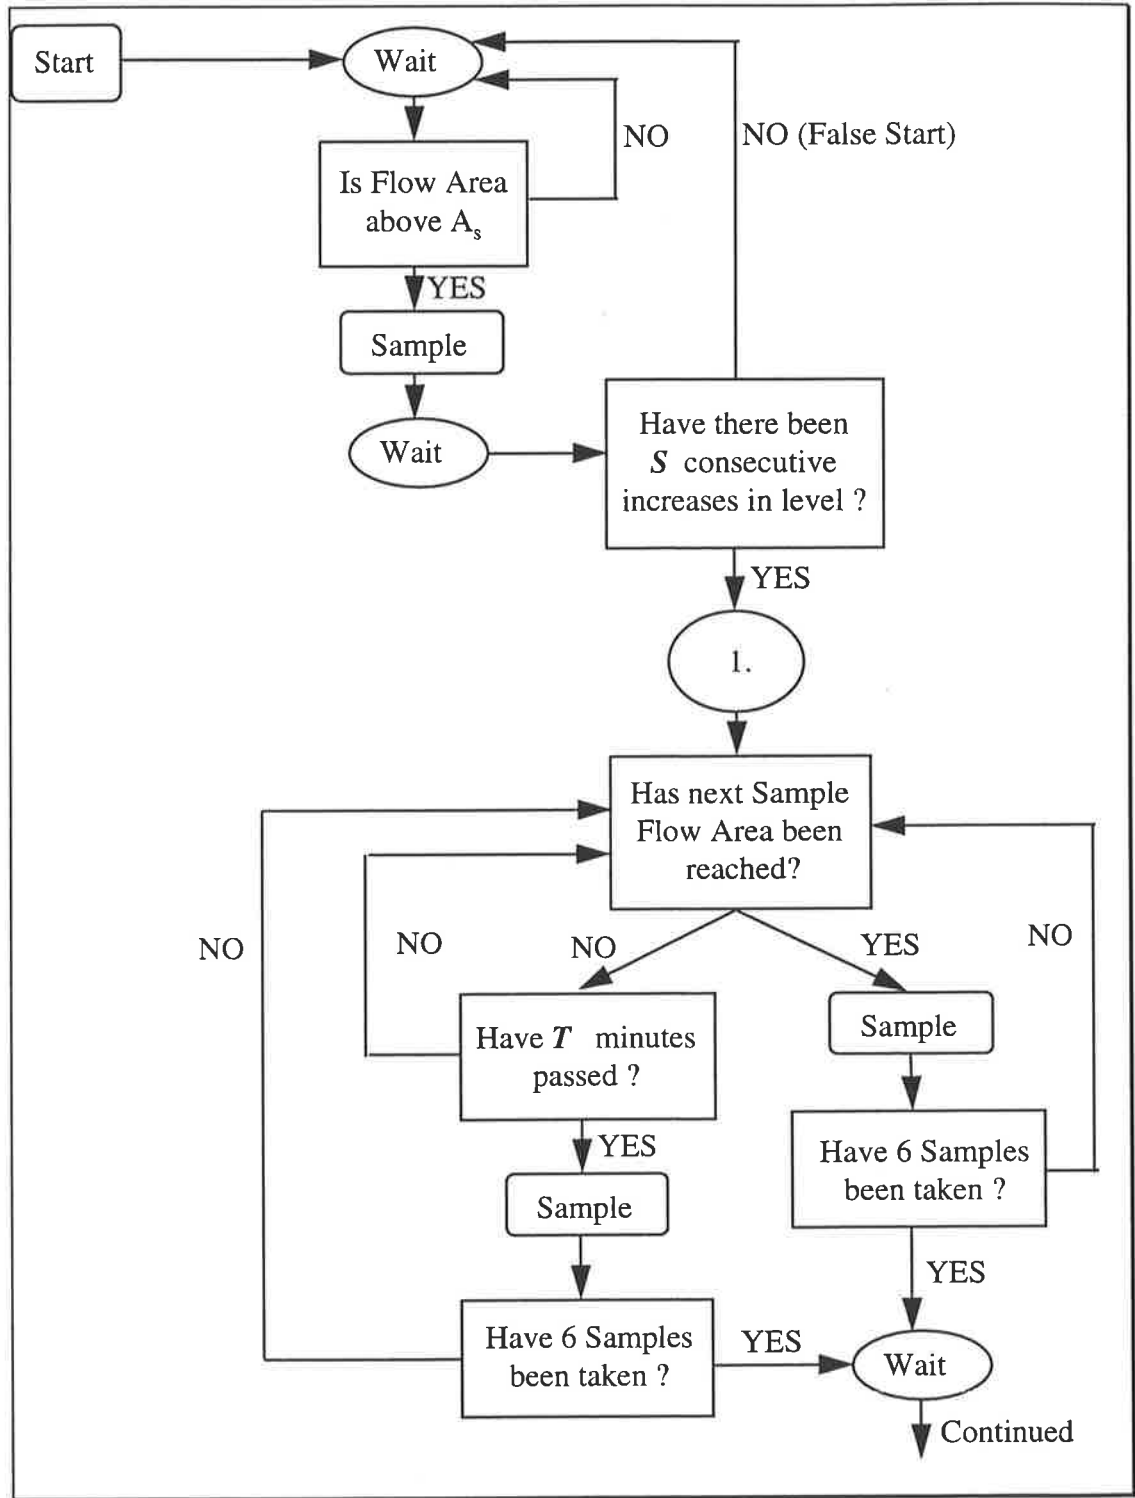 Start
Wait
NO
NO (False Start)
Is Flow Area
above As
YES
Sample
Wait
Have there been
S consecutive
increases in level ?
YES
1.
Has next Sample
Flow Area been
reached?
NO
NO
NO
YES
NO
Have T minutes
passed ?
Sample
YES
Have 6 Samples
been taken ?
Sample
YES
Have 6 Samples
been taken ?
YES
Wait
Continued